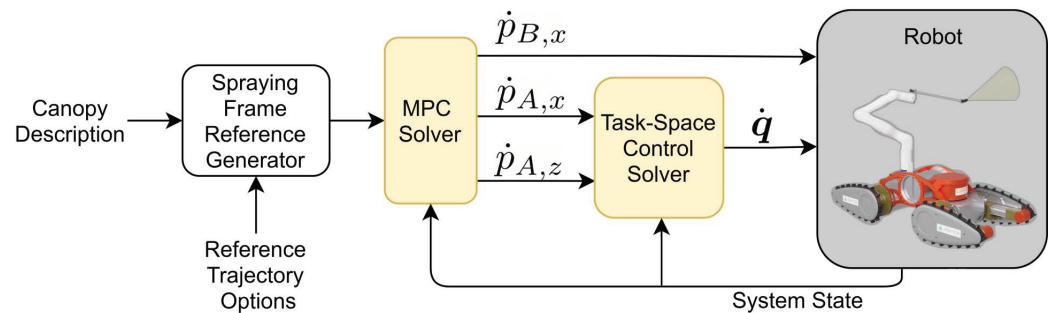 Canopy
Description
Spraying
Frame
Reference
Generator
Reference
Trajectory
Options
MPC
Solver
ṗ_{B,x}
ṗ_{A,x}
ṗ_{A,z}
Task-Space
Control
Solver
q̇
Robot
System State